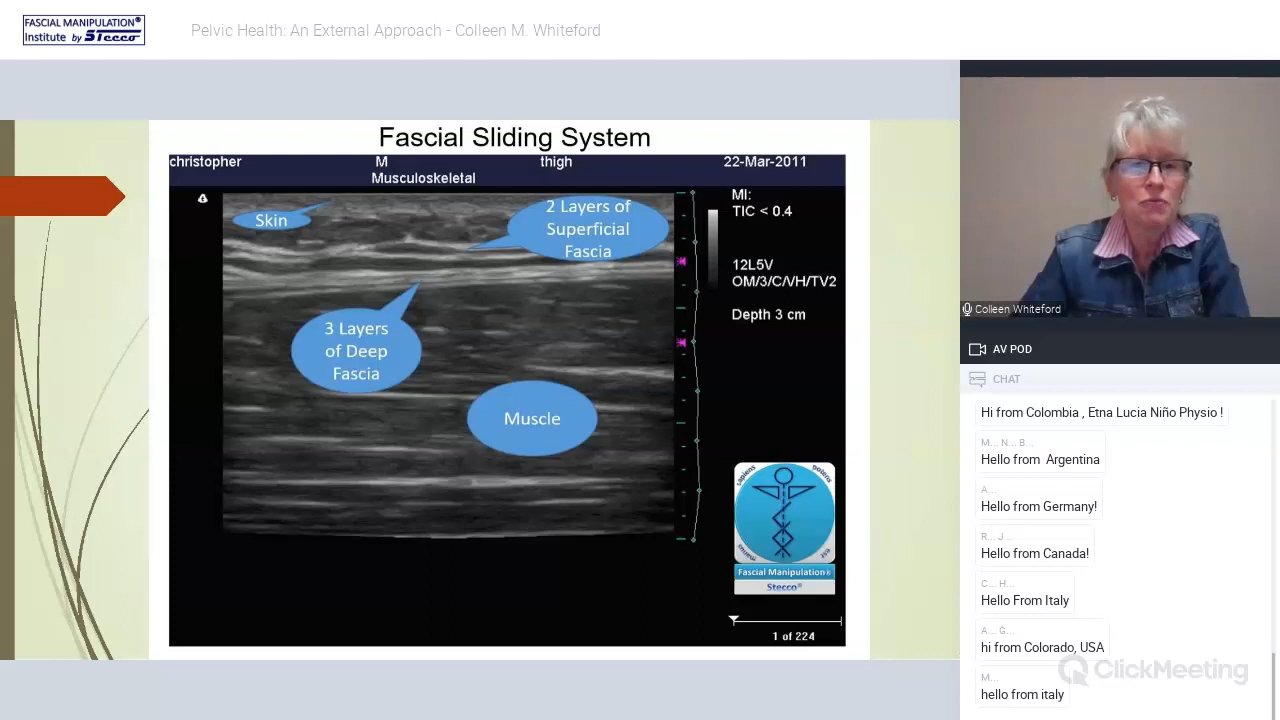 FASCIAL MANIPULATION®
Institute by Stecco
Pelvic Health: An External Approach - Colleen M. Whiteford
Fascial Sliding System
christopher M thigh 22-Mar-2011
Musculoskeletal
Skin
2 Layers of
Superficial
Fascia
3 Layers
of Deep
Fascia
Muscle
MI:
TIC < 0.4
12L5V
OM/3/C/VH/TV2
Depth 3 cm
sapiens
potens
manus
Fascial Manipulation®
Stecco®
1 of 224
Colleen Whiteford
AV POD
CHAT
Hi from Colombia , Etna Lucia Niño Physio !
M... N... B...
Hello from Argentina
A...
Hello from Germany!
R... J...
Hello from Canada!
C... H...
Hello From Italy
A... G...
hi from Colorado, USA
M...
hello from italy
ClickMeeting